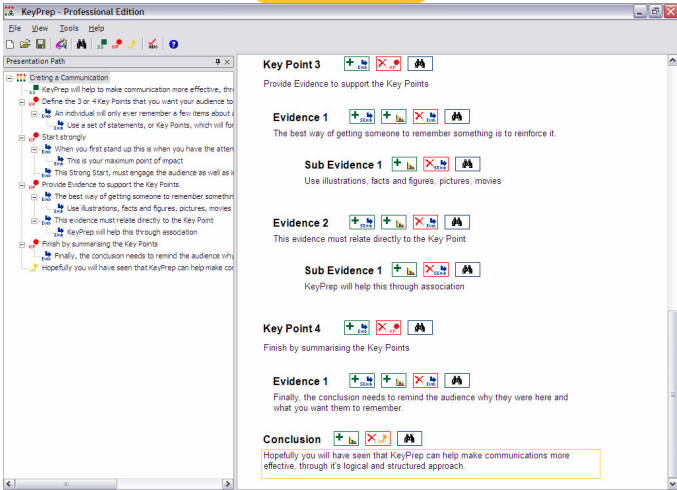 KeyPrep - Professional Edition
File View Tools Help
Presentation Path
Creting a Communication
KeyPrep will help to make communication more effective, thr
Define the 3 or 4 Key Points that you want your audience to
An individual will only ever remember a few items about
Use a set of statements, or Key Points, which will for
Start strongly
When you first stand up this is when you have the atten
This is your maximum point of impact
This Strong Start, must engage the audience as well as
Provide Evidence to support the Key Points
The best way of getting someone to remember somethin
Use illustrations, facts and figures, pictures, movies
This evidence must relate directly to the Key Point
KeyPrep will help this through association
Finish by summarising the Key Points
Finally, the conclusion needs to remind the audience why
Hopefully you will have seen that KeyPrep can help make cor
Key Point 3
Provide Evidence to support the Key Points
Evidence 1
The best way of getting someone to remember something is to reinforce it.
Sub Evidence 1
Use illustrations, facts and figures, pictures, movies
Evidence 2
This evidence must relate directly to the Key Point
Sub Evidence 1
KeyPrep will help this through association
Key Point 4
Finish by summarising the Key Points
Evidence 1
Finally, the conclusion needs to remind the audience why they were here and
what you want them to remember.
Conclusion
Hopefully you will have seen that KeyPrep can help make communications more
effective, through it's logical and structured approach.